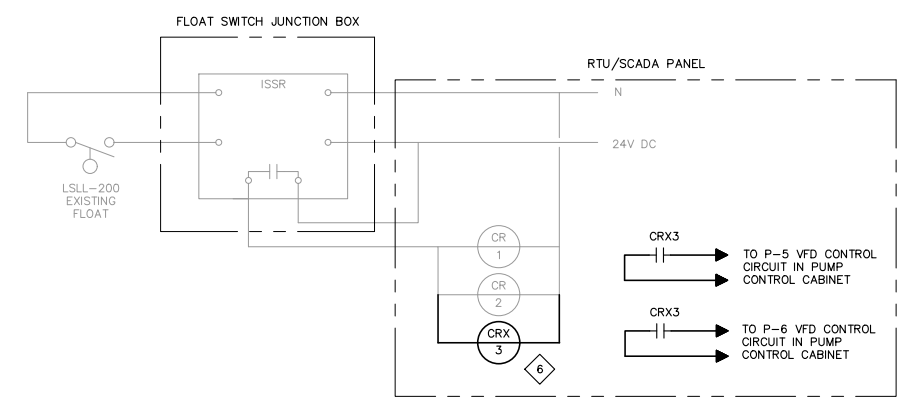 FLOAT SWITCH JUNCTION BOX
RTU/SCADA PANEL
ISSR
N
24V DC
LSLL-200
EXISTING
FLOAT
CR
1
CR
2
CRX
3
6
CRX3
TO P-5 VFD CONTROL
CIRCUIT IN PUMP
CONTROL CABINET
CRX3
TO P-6 VFD CONTROL
CIRCUIT IN PUMP
CONTROL CABINET